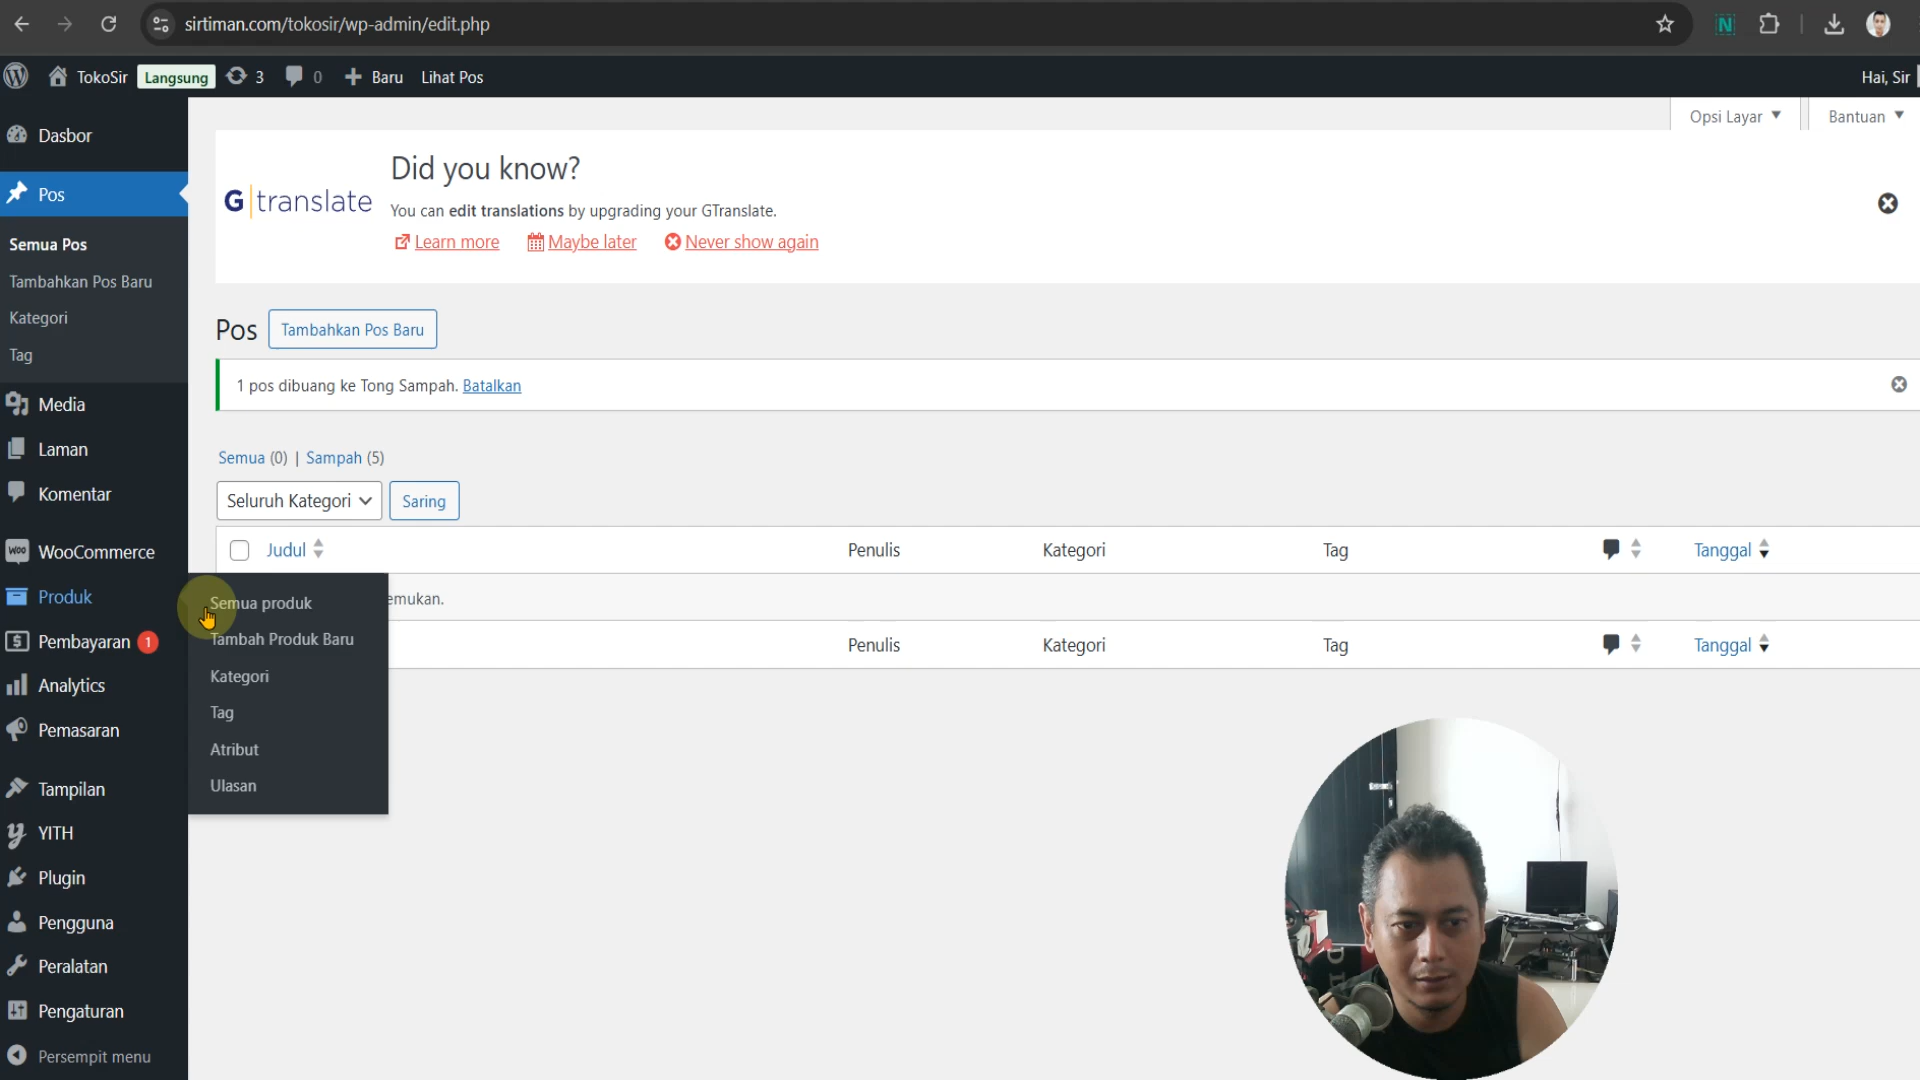 sirtiman.com/tokosir/wp-admin/edit.php
N
TokoSir Langsung 3 0 Baru Lihat Pos
Hai, Sir
Opsi Layar
Bantuan
Dasbor
Pos
Semua Pos
Tambahkan Pos Baru
Kategori
Tag
Media
Laman
Komentar
WooCommerce
Produk
Pembayaran 1
Analytics
Pemasaran
Tampilan
YITH
Plugin
Pengguna
Peralatan
Pengaturan
Persempit menu
Semua produk
Tambah Produk Baru
Kategori
Tag
Atribut
Ulasan
G translate
Did you know?
You can edit translations by upgrading your GTranslate.
Learn more Maybe later Never show again
Pos Tambahkan Pos Baru
1 pos dibuang ke Tong Sampah. Batalkan
Semua (0) | Sampah (5)
Seluruh Kategori Saring
Judul Penulis Kategori Tag Tanggal
emukan.
Penulis Kategori Tag Tanggal